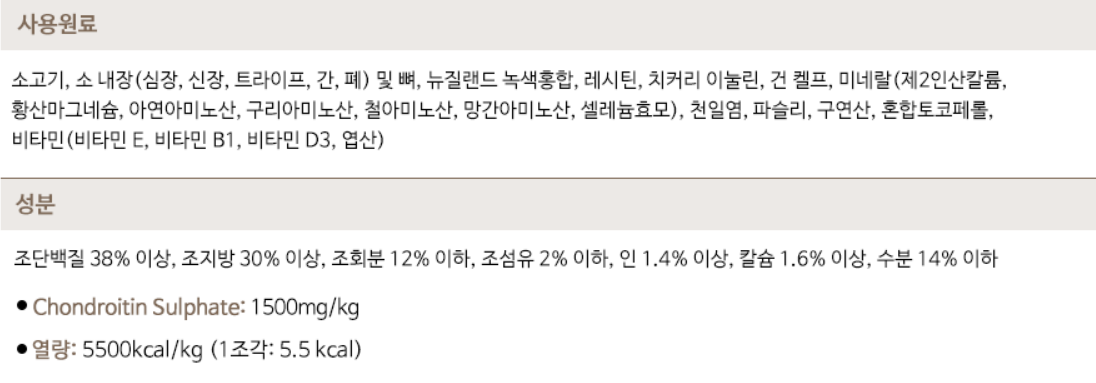 사용원료
소고기, 소 내장(심장, 신장, 트라이프, 간, 폐) 및 뼈, 뉴질랜드 녹색홍합, 레시틴, 치커리 이눌린, 건 켈프, 미네랄(제2인산칼륨,
황산마그네슘, 아연아미노산, 구리아미노산, 철아미노산, 망간아미노산, 셀레늄효모), 천일염, 파슬리, 구연산, 혼합토코페롤,
비타민(비타민 E, 비타민 B1, 비타민 D3, 엽산)
성분
조단백질 38% 이상, 조지방 30% 이상, 조회분 12% 이하, 조섬유 2% 이하, 인 1.4% 이상, 칼슘 1.6% 이상, 수분 14% 이하
● Chondroitin Sulphate: 1500mg/kg
● 열량: 5500kcal/kg (1조각: 5.5 kcal)